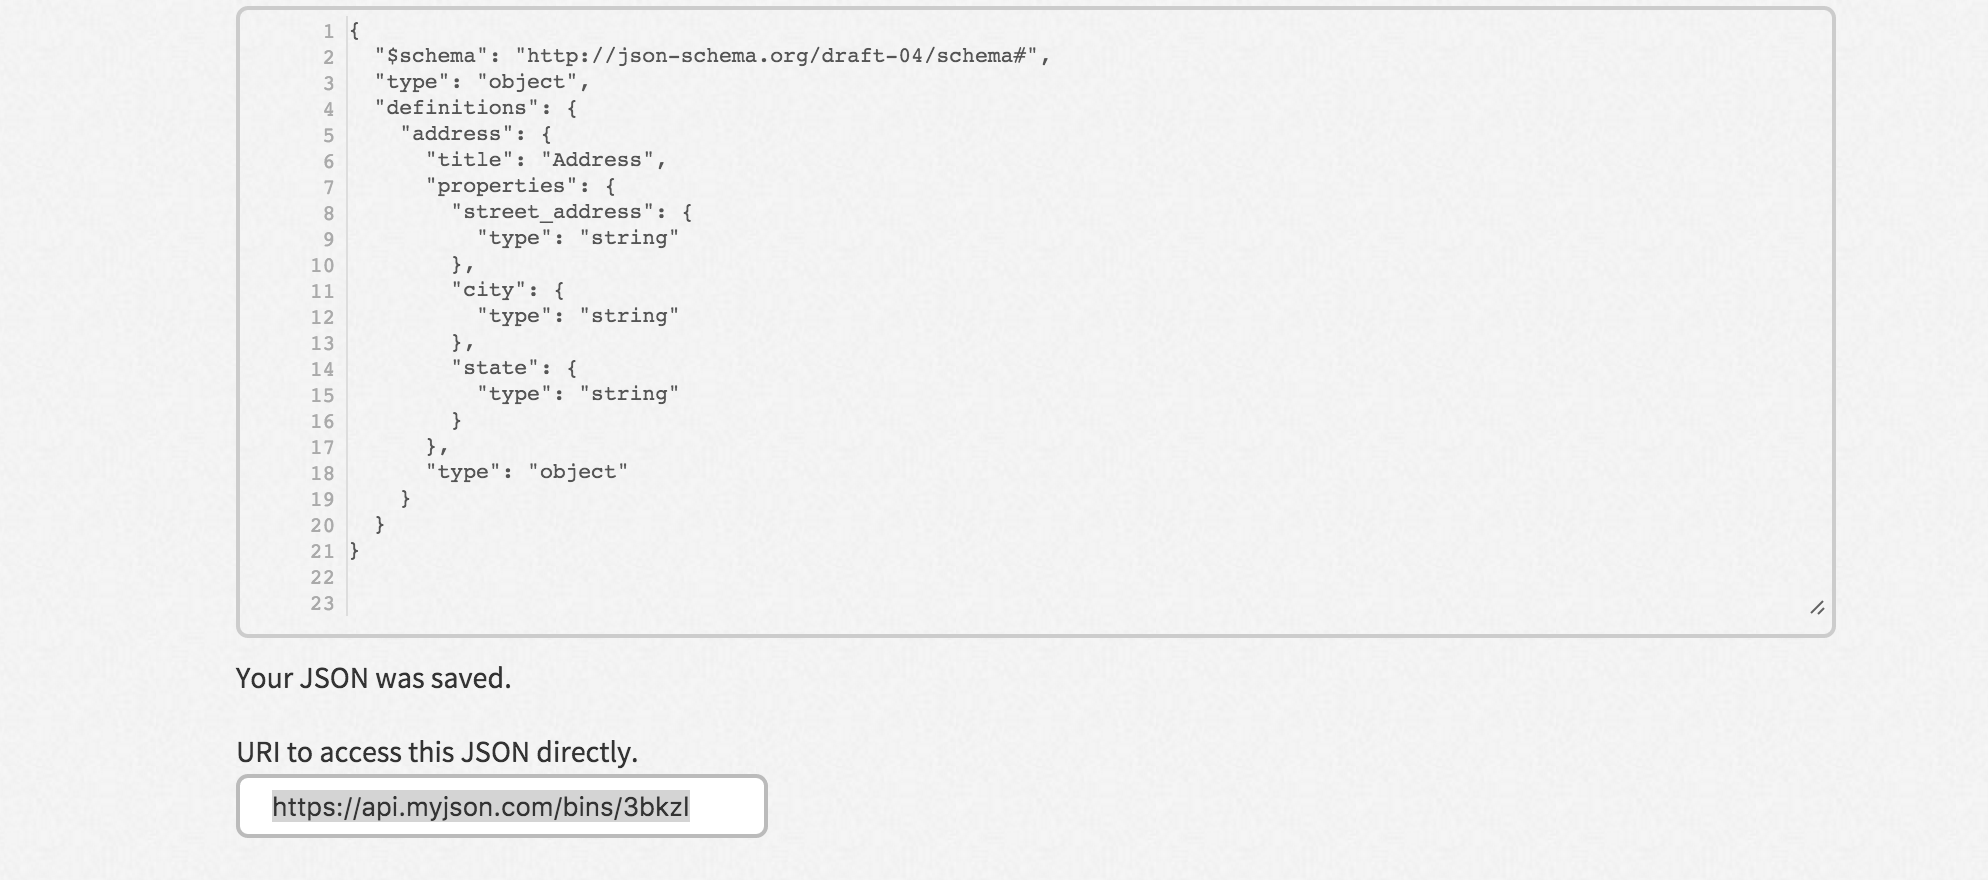 1 {
2   "$schema": "http://json-schema.org/draft-04/schema#",
3   "type": "object",
4   "definitions": {
5     "address": {
6       "title": "Address",
7       "properties": {
8         "street_address": {
9           "type": "string"
10         },
11         "city": {
12           "type": "string"
13         },
14         "state": {
15           "type": "string"
16         }
17       },
18       "type": "object"
19     }
20   }
21 }
22
23
Your JSON was saved.
URI to access this JSON directly.
https://api.myjson.com/bins/3bkzl